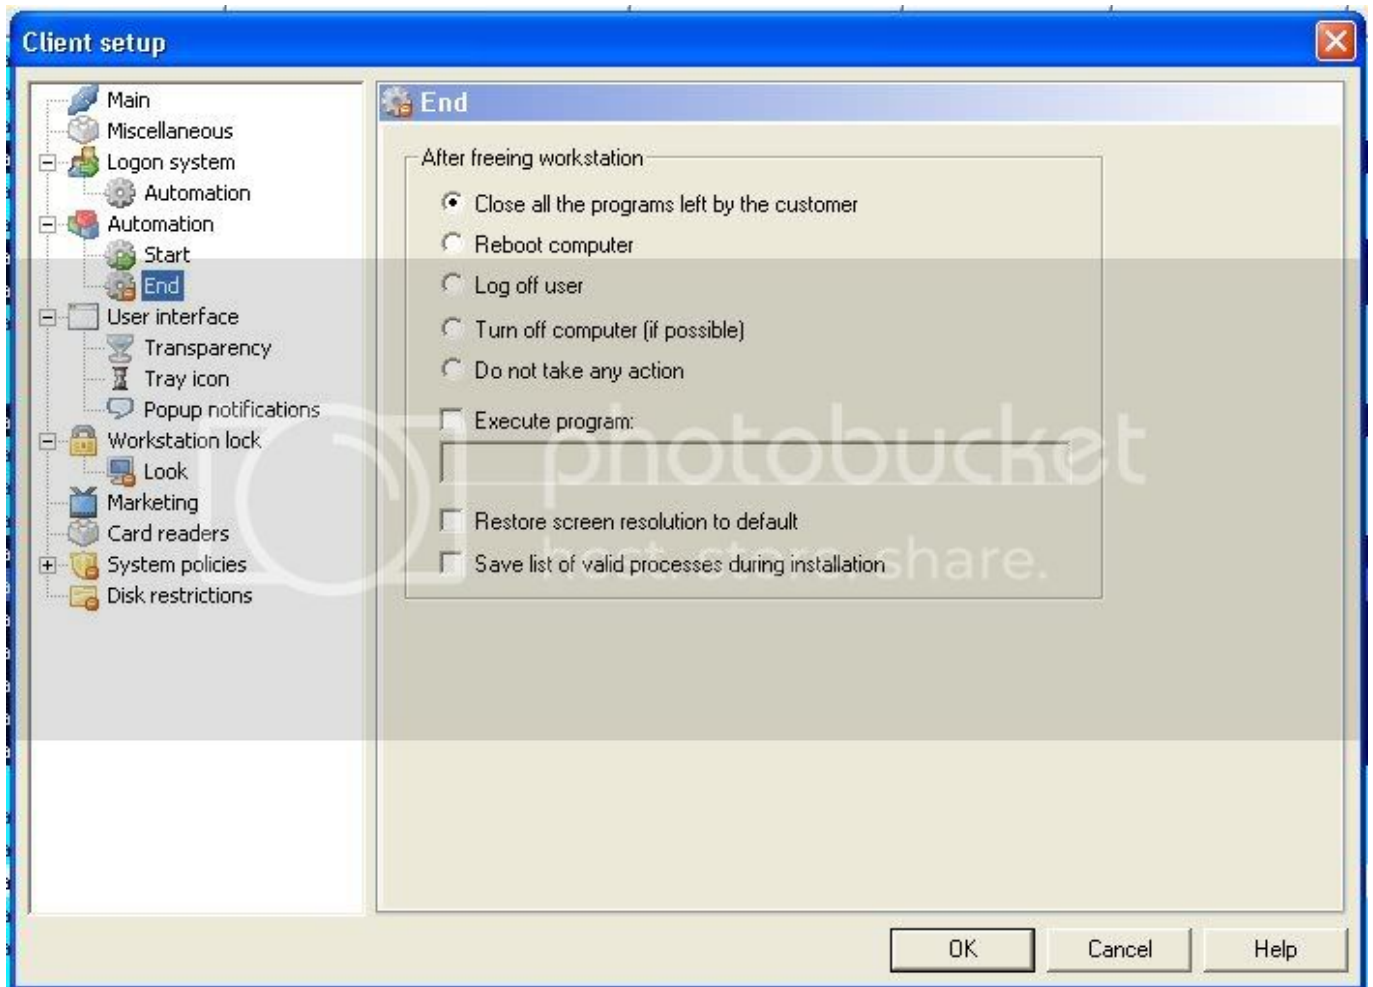 Client setup
Main
Miscellaneous
Logon system
Automation
Automation
Start
End
User interface
Transparency
Tray icon
Popup notifications
Workstation lock
Look
Marketing
Card readers
System policies
Disk restrictions
End
After freeing workstation
Close all the programs left by the customer
Reboot computer
Log off user
Turn off computer (if possible)
Do not take any action
Execute program:
photobucket
Restore screen resolution to default
host. store. share.
Save list of valid processes during installation
OK
Cancel
Help